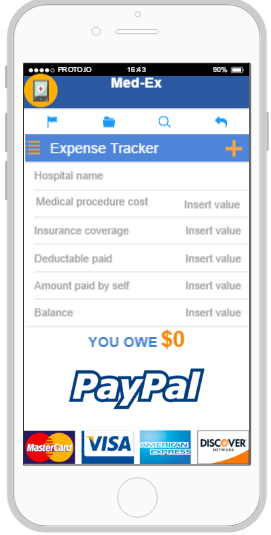 PROTO.IO 16:43 90%
Med-Ex
Expense Tracker
Hospital name
Medical procedure cost Insert value
Insurance coverage Insert value
Deductable paid Insert value
Amount paid by self Insert value
Balance Insert value
YOU OWE $0
PayPal
MasterCard VISA AMERICAN EXPRESS DISCOVER NETWORK